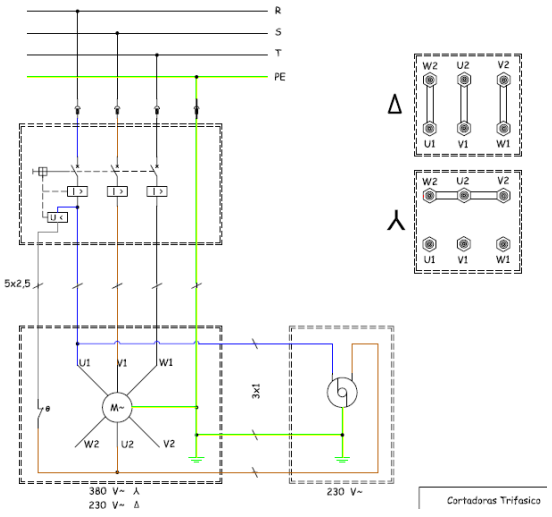 R
S
T
PE
W2 U2 V2
Δ
U1 V1 W1
I > I > I >
U <
W2 U2 V2
⅄
U1 V1 W1
5x2,5
U1 V1 W1
θ
M~
3x1
W2 U2 V2
380 V~ ⅄
230 V~ Δ
230 V~
Cortadoras Trifasico